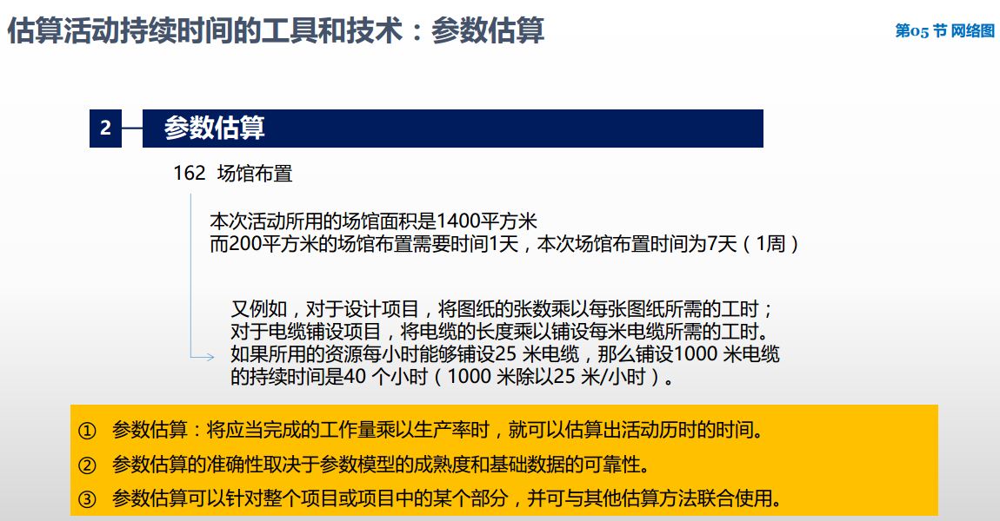 估算活动持续时间的工具和技术：参数估算
第05 节 网络图
2
参数估算
162 场馆布置
本次活动所用的场馆面积是1400平方米
而200平方米的场馆布置需要时间1天，本次场馆布置时间为7天（1周）
又例如，对于设计项目，将图纸的张数乘以每张图纸所需的工时；
对于电缆铺设项目，将电缆的长度乘以铺设每米电缆所需的工时。
如果所用的资源每小时能够铺设25 米电缆，那么铺设1000 米电缆
的持续时间是40 个小时（1000 米除以25 米/小时）。
① 参数估算：将应当完成的工作量乘以生产率时，就可以估算出活动历时的时间。
② 参数估算的准确性取决于参数模型的成熟度和基础数据的可靠性。
③ 参数估算可以针对整个项目或项目中的某个部分，并可与其他估算方法联合使用。